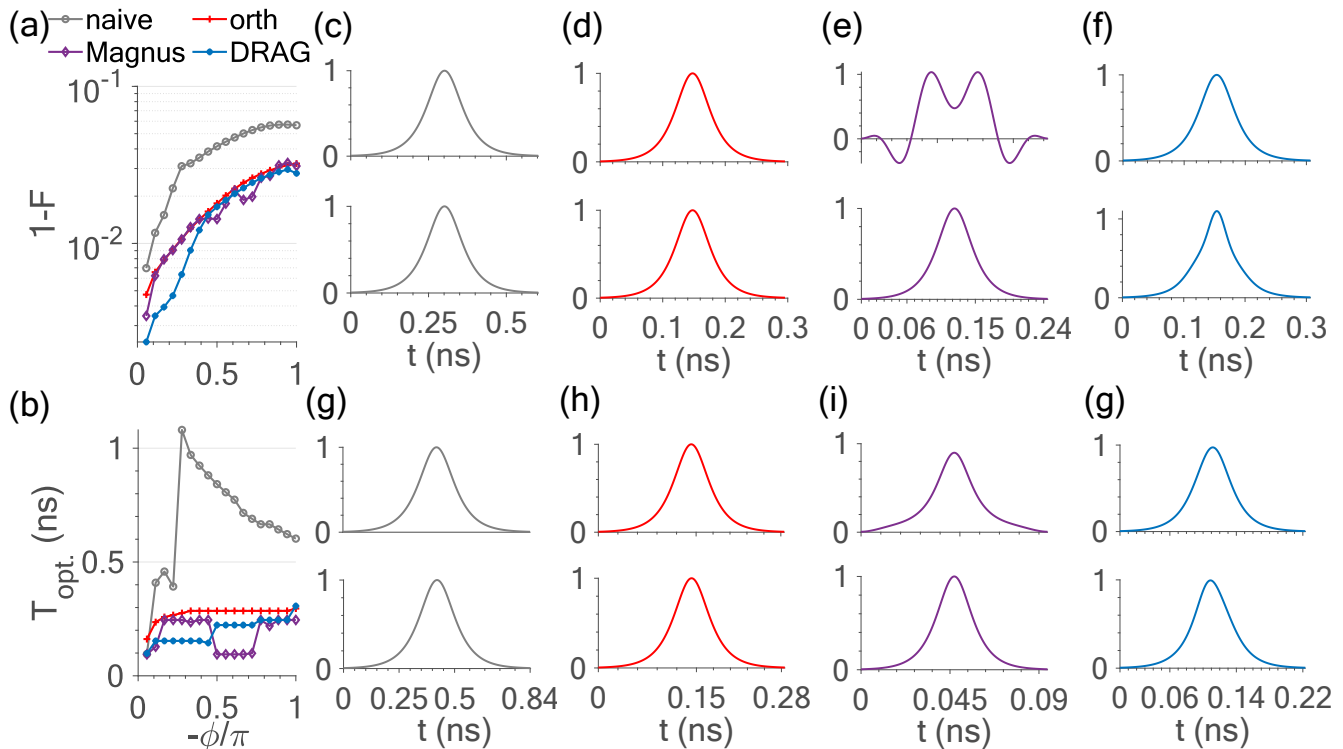 (a)
naive
orth
Magnus
DRAG
10⁻¹
10⁻²
1-F
0
0.5
1
(b)
1
0.5
0
T_opt. (ns)
0
0.5
1
-ϕ/π
(c)
1
0
1
0
0
0.25
0.5
t (ns)
(d)
1
0
1
0
0
0.1
0.2
0.3
t (ns)
(e)
1
0
1
0
0
0.06
0.15
0.24
t (ns)
(f)
1
0
1
0
0
0.1
0.2
0.3
t (ns)
(g)
1
0
1
0
0
0.25
0.5
0.84
t (ns)
(h)
1
0
1
0
0
0.15
0.28
t (ns)
(i)
1
0
1
0
0
0.045
0.09
t (ns)
(g)
1
0
1
0
0
0.06
0.14
0.22
t (ns)